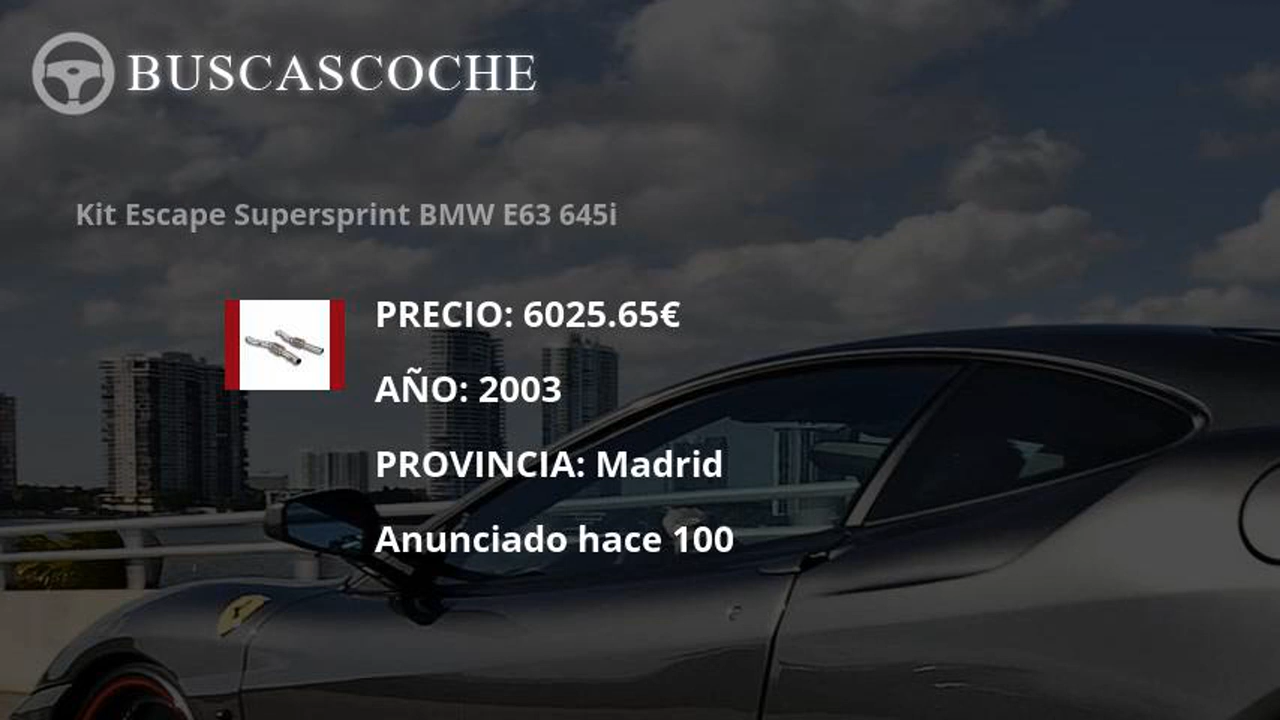 BUSCASCOCHE
Kit Escape Supersprint BMW E63 645i
PRECIO: 6025.65€
AÑO: 2003
PROVINCIA: Madrid
Anunciado hace 100